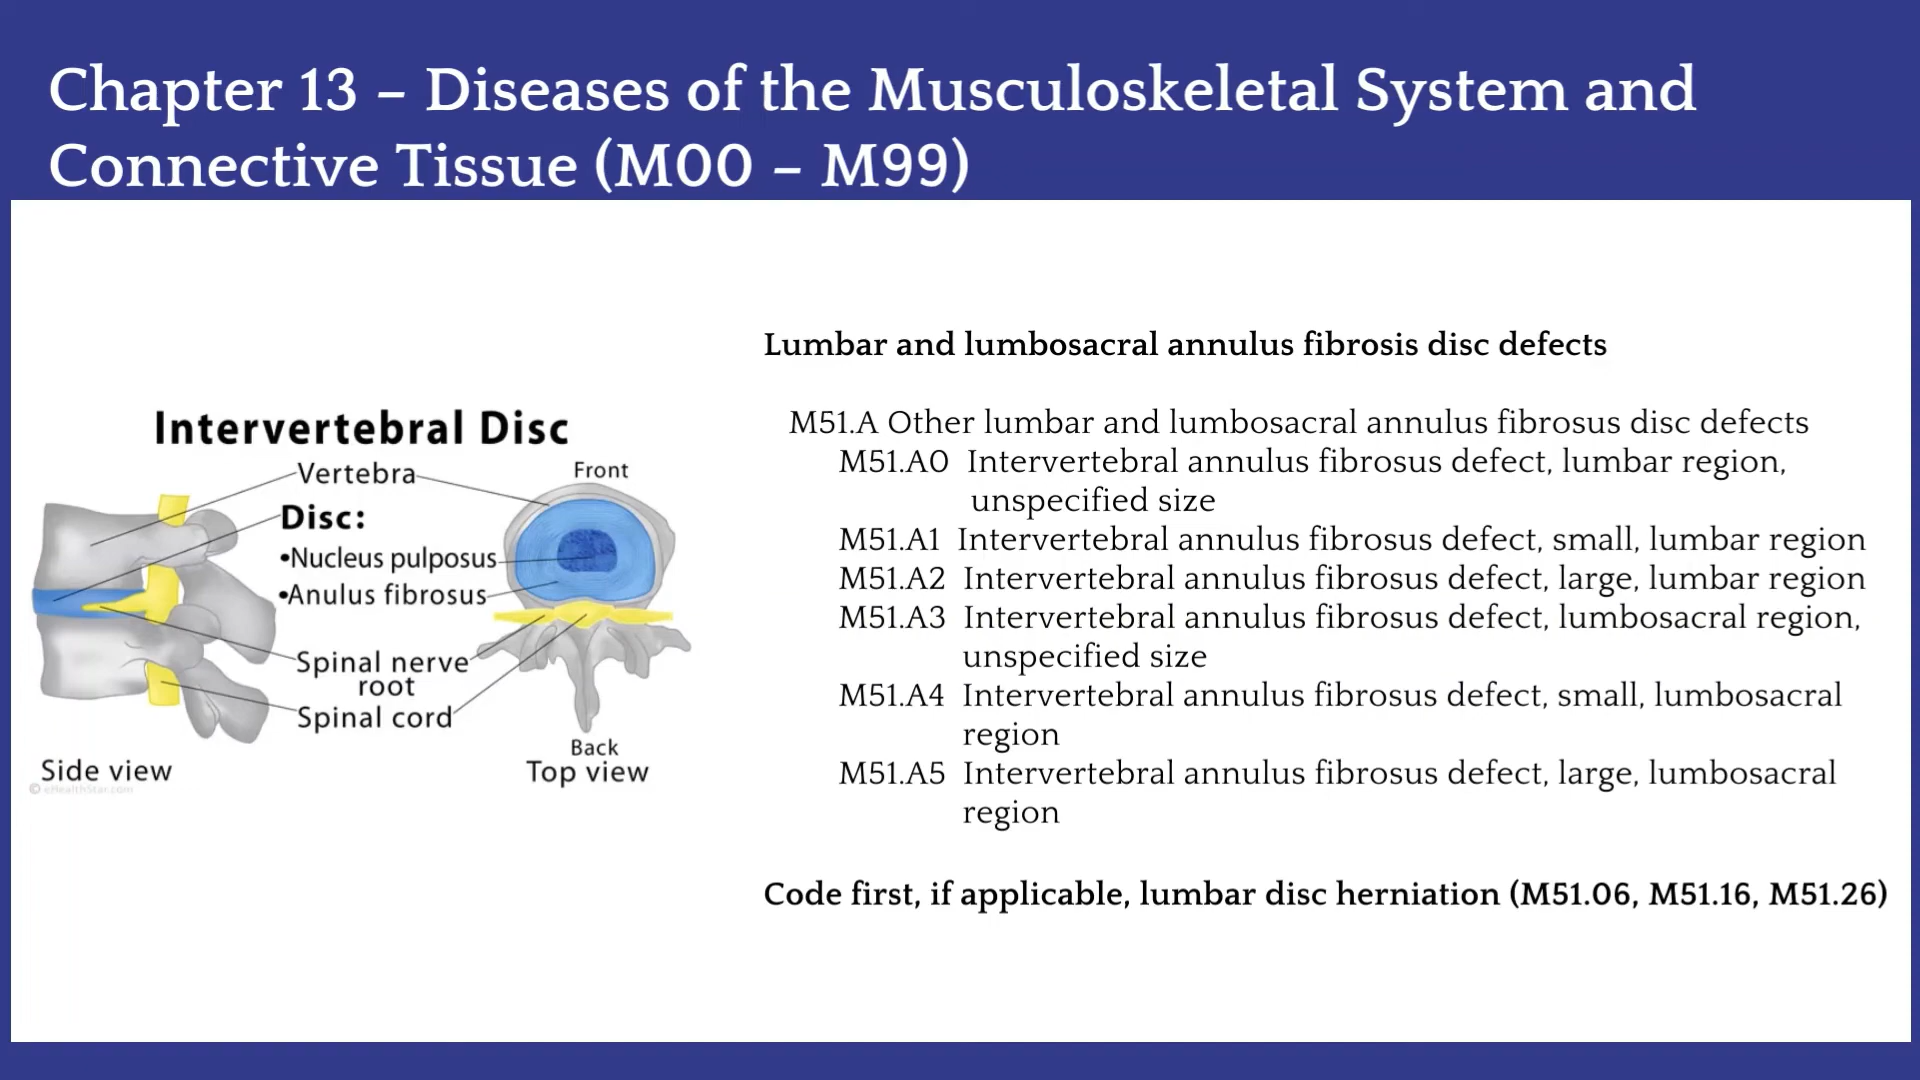 Chapter 13 – Diseases of the Musculoskeletal System and
Connective Tissue (M00 – M99)
Intervertebral Disc
Vertebra
Front
Disc:
•Nucleus pulposus
•Anulus fibrosus
Spinal nerve
root
Spinal cord
Back
Side view
Top view
© eHealthStar.com
Lumbar and lumbosacral annulus fibrosis disc defects
M51.A Other lumbar and lumbosacral annulus fibrosus disc defects
M51.A0 Intervertebral annulus fibrosus defect, lumbar region,
unspecified size
M51.A1 Intervertebral annulus fibrosus defect, small, lumbar region
M51.A2 Intervertebral annulus fibrosus defect, large, lumbar region
M51.A3 Intervertebral annulus fibrosus defect, lumbosacral region,
unspecified size
M51.A4 Intervertebral annulus fibrosus defect, small, lumbosacral
region
M51.A5 Intervertebral annulus fibrosus defect, large, lumbosacral
region
Code first, if applicable, lumbar disc herniation (M51.06, M51.16, M51.26)